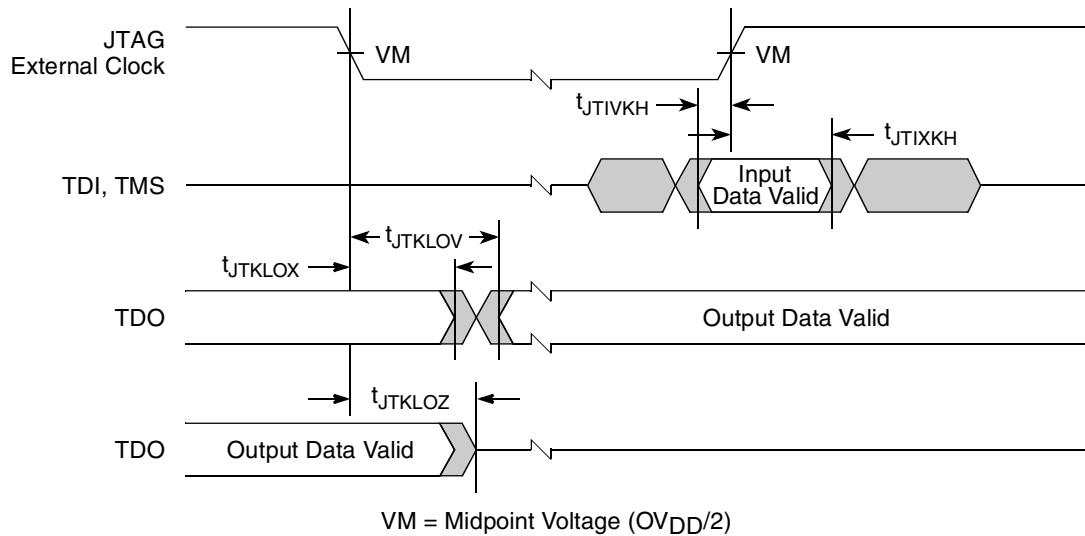 JTAG
External Clock
VM
VM
tJTIVKH
tJTIXKH
TDI, TMS
Input
Data Valid
tJTKLOV
tJTKLOX
TDO
Output Data Valid
tJTKLOZ
TDO
Output Data Valid
VM = Midpoint Voltage (OVDD/2)